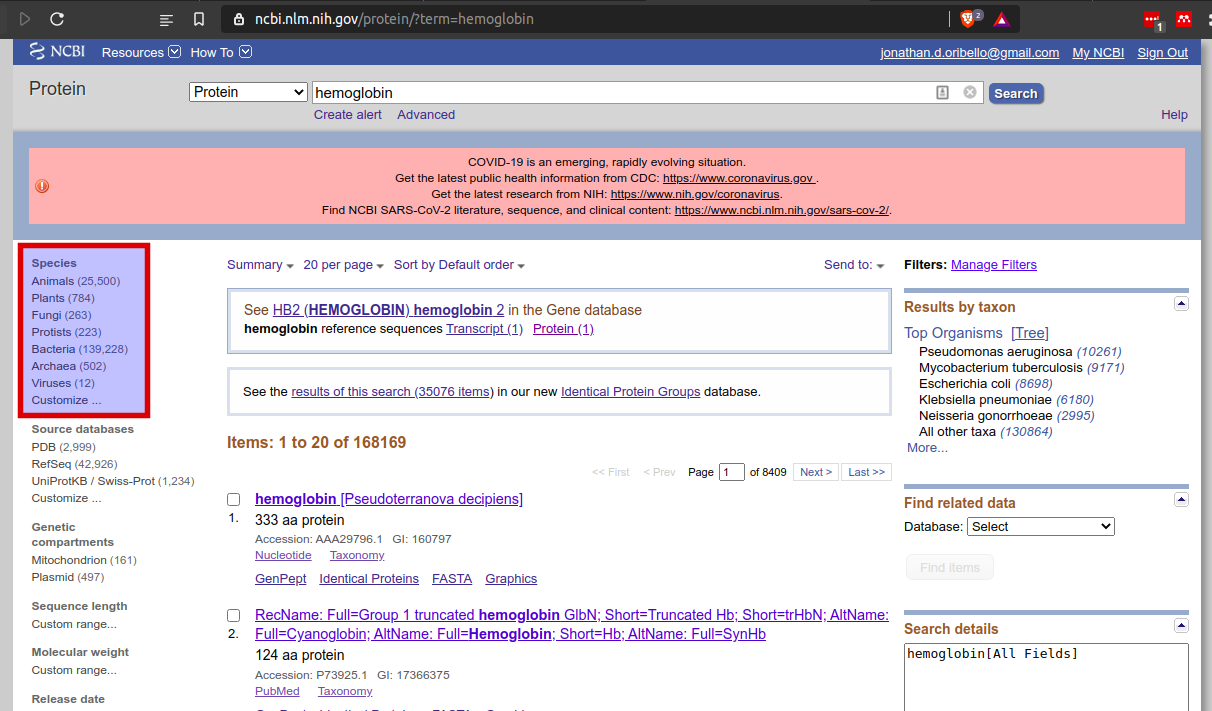 ncbi.nlm.nih.gov/protein/?term=hemoglobin
2
1
NCBI Resources How To
jonathan.d.oribello@gmail.com My NCBI Sign Out
Protein
Protein
hemoglobin
Search
Create alert Advanced
Help
COVID-19 is an emerging, rapidly evolving situation.
Get the latest public health information from CDC: https://www.coronavirus.gov .
Get the latest research from NIH: https://www.nih.gov/coronavirus.
Find NCBI SARS-CoV-2 literature, sequence, and clinical content: https://www.ncbi.nlm.nih.gov/sars-cov-2/.
Species
Animals (25,500)
Plants (784)
Fungi (263)
Protists (223)
Bacteria (139,228)
Archaea (502)
Viruses (12)
Customize ...
Source databases
PDB (2,999)
RefSeq (42,926)
UniProtKB / Swiss-Prot (1,234)
Customize ...
Genetic
compartments
Mitochondrion (161)
Plasmid (497)
Sequence length
Custom range...
Molecular weight
Custom range...
Release date
Summary 20 per page Sort by Default order
Send to:
See HB2 (HEMOGLOBIN) hemoglobin 2 in the Gene database
hemoglobin reference sequences Transcript (1) Protein (1)
See the results of this search (35076 items) in our new Identical Protein Groups database.
Items: 1 to 20 of 168169
<< First < Prev Page 1 of 8409 Next > Last >>
hemoglobin [Pseudoterranova decipiens]
1. 333 aa protein
Accession: AAA29796.1 GI: 160797
Nucleotide Taxonomy
GenPept Identical Proteins FASTA Graphics
RecName: Full=Group 1 truncated hemoglobin GlbN; Short=Truncated Hb; Short=trHbN; AltName:
2. Full=Cyanoglobin; AltName: Full=Hemoglobin; Short=Hb; AltName: Full=SynHb
124 aa protein
Accession: P73925.1 GI: 17366375
PubMed Taxonomy
Filters: Manage Filters
Results by taxon
Top Organisms [Tree]
Pseudomonas aeruginosa (10261)
Mycobacterium tuberculosis (9171)
Escherichia coli (8698)
Klebsiella pneumoniae (6180)
Neisseria gonorrhoeae (2995)
All other taxa (130864)
More...
Find related data
Database: Select
Find items
Search details
hemoglobin[All Fields]